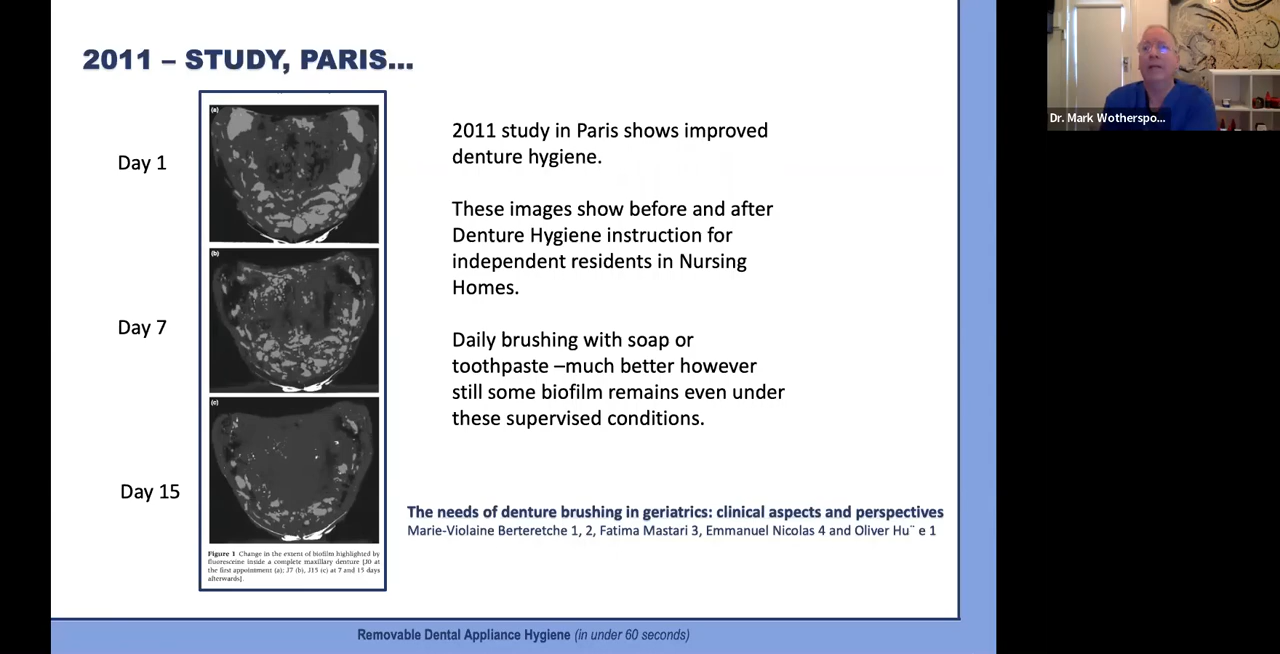 2011 – STUDY, PARIS...
Day 1
(a)
Day 7
(b)
Day 15
(c)
Figure 1 Change in the extent of biofilm highlighted by
fluoresceine inside a complete maxillary denture [J0 at
the first appointment (a); J7 (b), J15 (c) at 7 and 15 days
afterwards].
2011 study in Paris shows improved
denture hygiene.
These images show before and after
Denture Hygiene instruction for
independent residents in Nursing
Homes.
Daily brushing with soap or
toothpaste –much better however
still some biofilm remains even under
these supervised conditions.
The needs of denture brushing in geriatrics: clinical aspects and perspectives
Marie-Violaine Berteretche 1, 2, Fatima Mastari 3, Emmanuel Nicolas 4 and Oliver Hu¨ e 1
Removable Dental Appliance Hygiene (in under 60 seconds)
Dr. Mark Wotherspo...